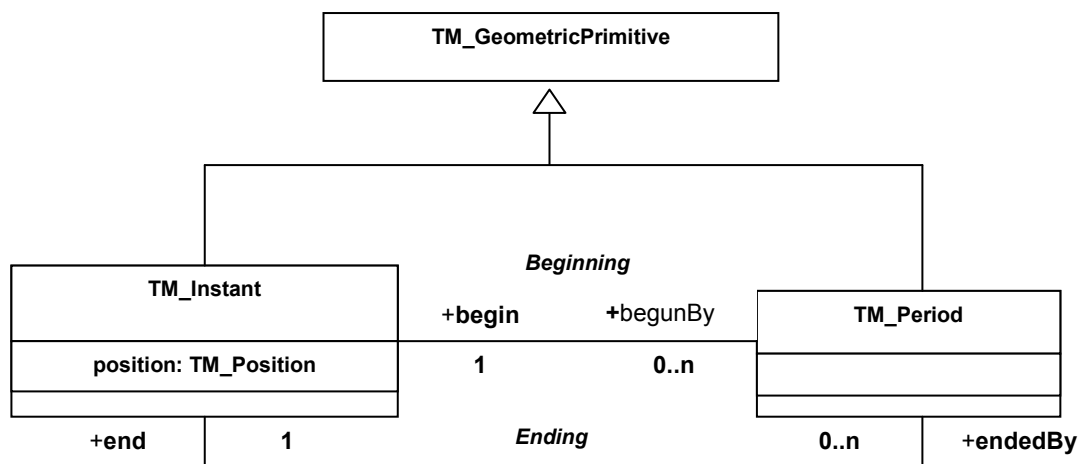 TM_GeometricPrimitive
Beginning
TM_Instant
TM_Period
+begin
+begunBy
position: TM_Position
1
0..n
+end
1
Ending
0..n
+endedBy